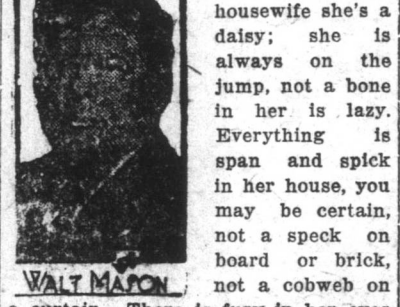 housewife she's a
daisy; she is
always on the
jump, not a bone
in her is lazy.
Everything is
span and spick
in her house, you
may be certain,
not a speck on
board or brick,
not a cobweb on
WALT MASON